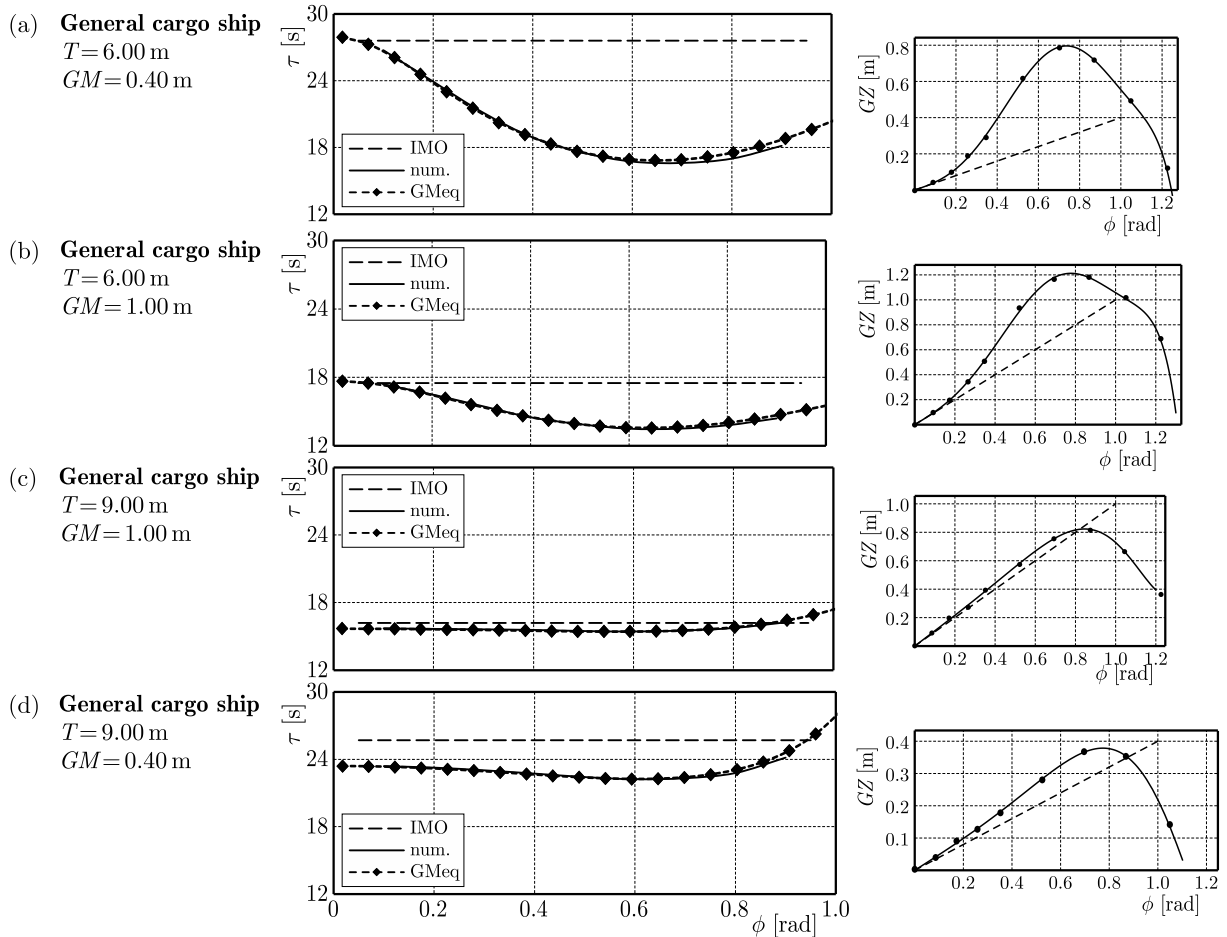 (a) General cargo ship
T=6.00 m
GM=0.40 m
τ [s]
30
24
18
12
IMO
num.
GMeq
GZ [m]
0.8
0.6
0.4
0.2
0.2 0.4 0.6 0.8 1.0 1.2
ϕ [rad]
(b) General cargo ship
T=6.00 m
GM=1.00 m
τ [s]
30
24
18
12
IMO
num.
GMeq
GZ [m]
1.2
1.0
0.8
0.6
0.4
0.2
0.2 0.4 0.6 0.8 1.0 1.2
ϕ [rad]
(c) General cargo ship
T=9.00 m
GM=1.00 m
τ [s]
30
24
18
12
IMO
num.
GMeq
GZ [m]
1.0
0.8
0.6
0.4
0.2
0.2 0.4 0.6 0.8 1.0 1.2
ϕ [rad]
(d) General cargo ship
T=9.00 m
GM=0.40 m
τ [s]
30
24
18
12
IMO
num.
GMeq
0 0.2 0.4 0.6 0.8 1.0
ϕ [rad]
GZ [m]
0.4
0.3
0.2
0.1
0.2 0.4 0.6 0.8 1.0 1.2
ϕ [rad]